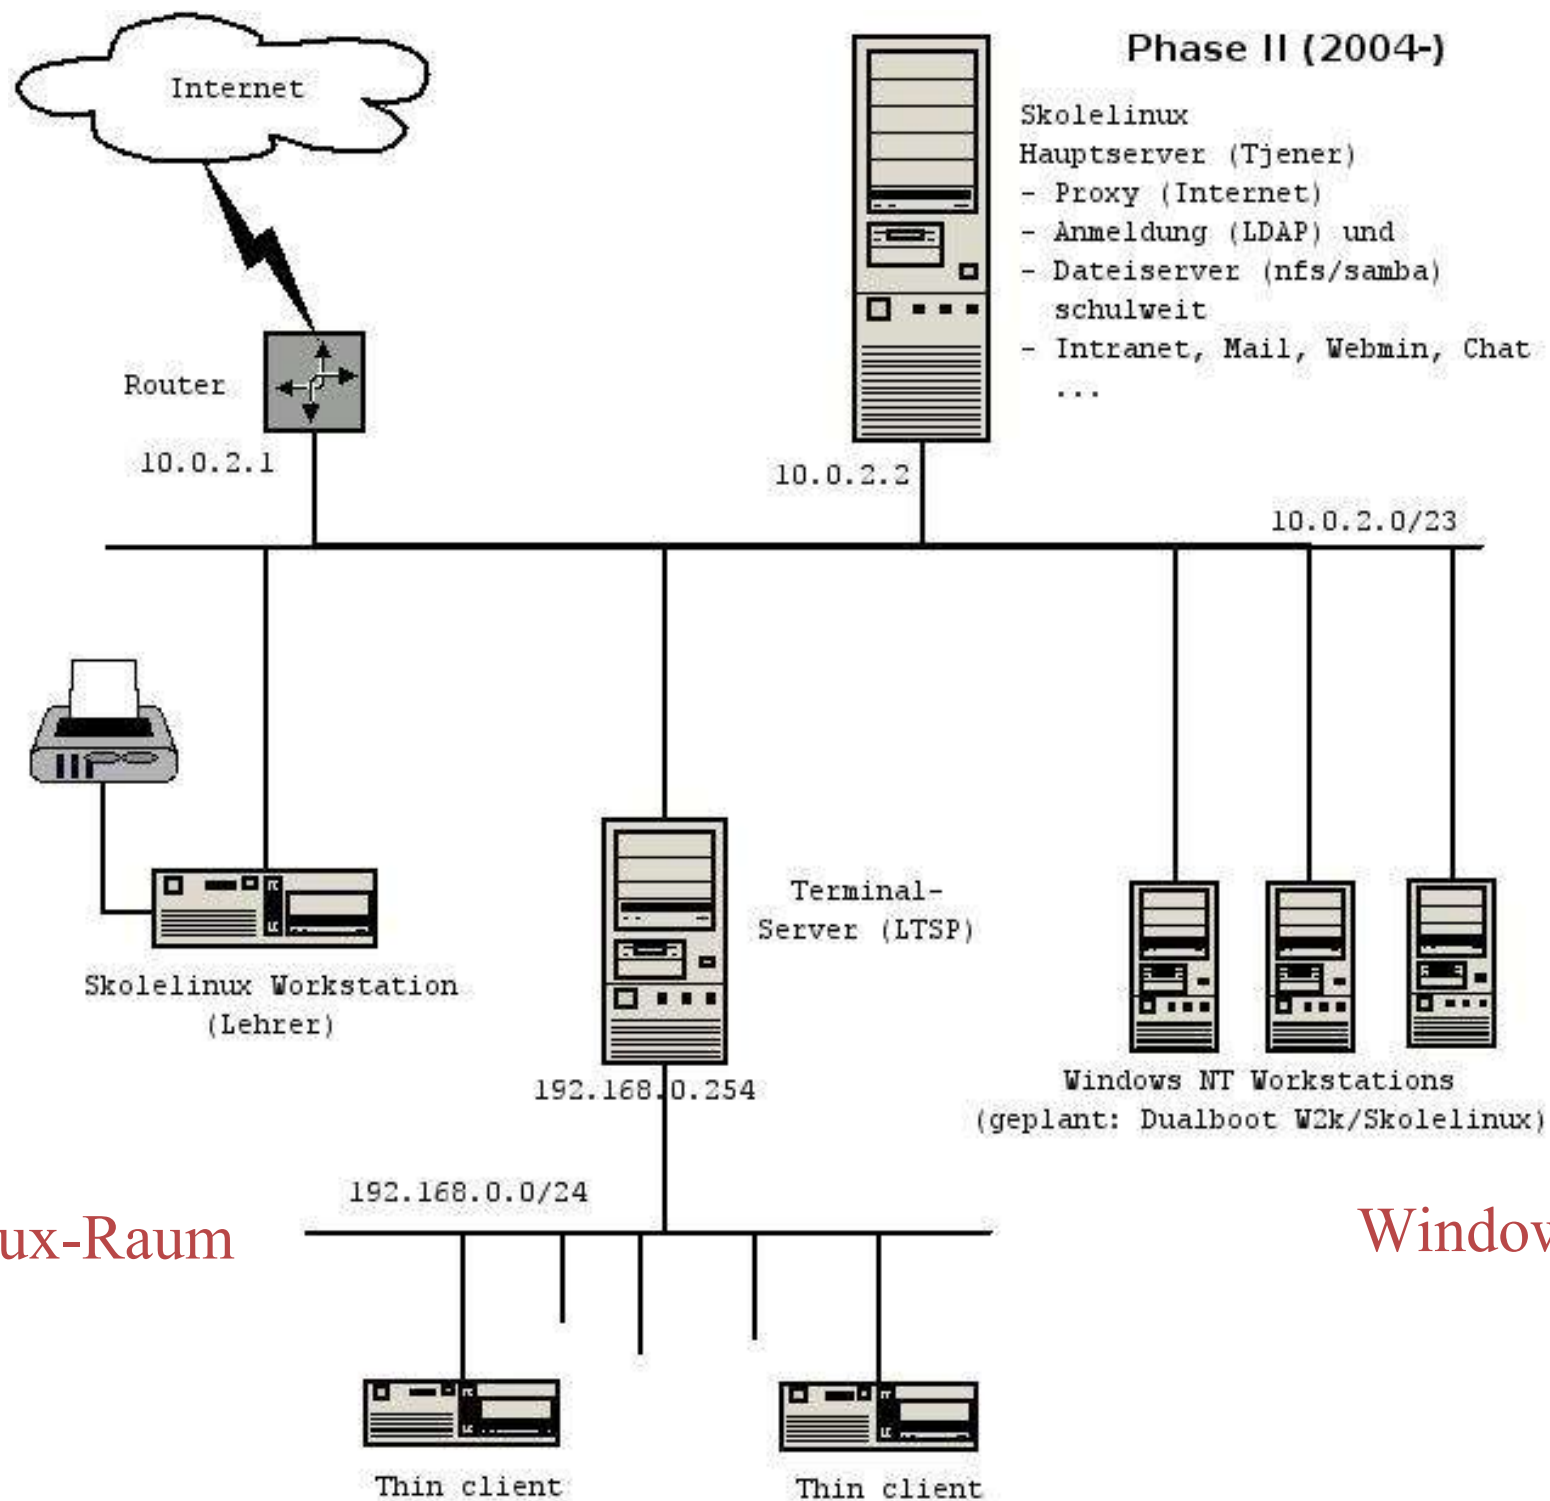 Phase II (2004-)
Internet
Skolelinux
Hauptserver (Tjener)
- Proxy (Internet)
- Anmeldung (LDAP) und
- Dateiserver (nfs/samba)
schulweit
- Intranet, Mail, Webmin, Chat
...
Router
10.0.2.1
10.0.2.2
10.0.2.0/23
Terminal-
Server (LTSP)
Skolelinux Workstation
(Lehrer)
192.168.0.254
Windows NT Workstations
(geplant: Dualboot W2k/Skolelinux)
192.168.0.0/24
ux-Raum
Window
Thin client
Thin client